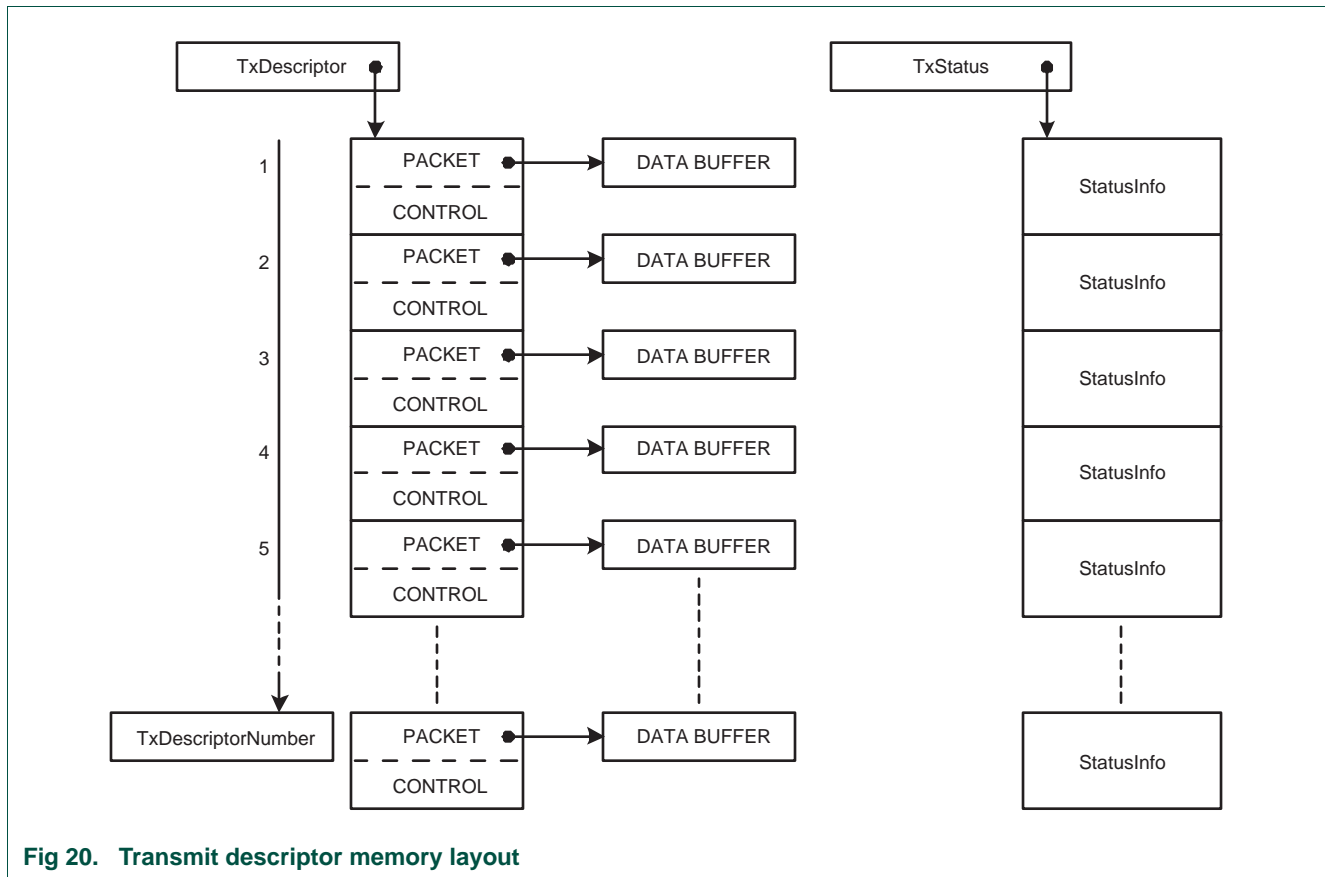 TxDescriptor TxStatus
1 PACKET DATA BUFFER StatusInfo
CONTROL
2 PACKET DATA BUFFER StatusInfo
CONTROL
3 PACKET DATA BUFFER StatusInfo
CONTROL
4 PACKET DATA BUFFER StatusInfo
CONTROL
5 PACKET DATA BUFFER StatusInfo
CONTROL
TxDescriptorNumber PACKET DATA BUFFER StatusInfo
CONTROL
Fig 20. Transmit descriptor memory layout